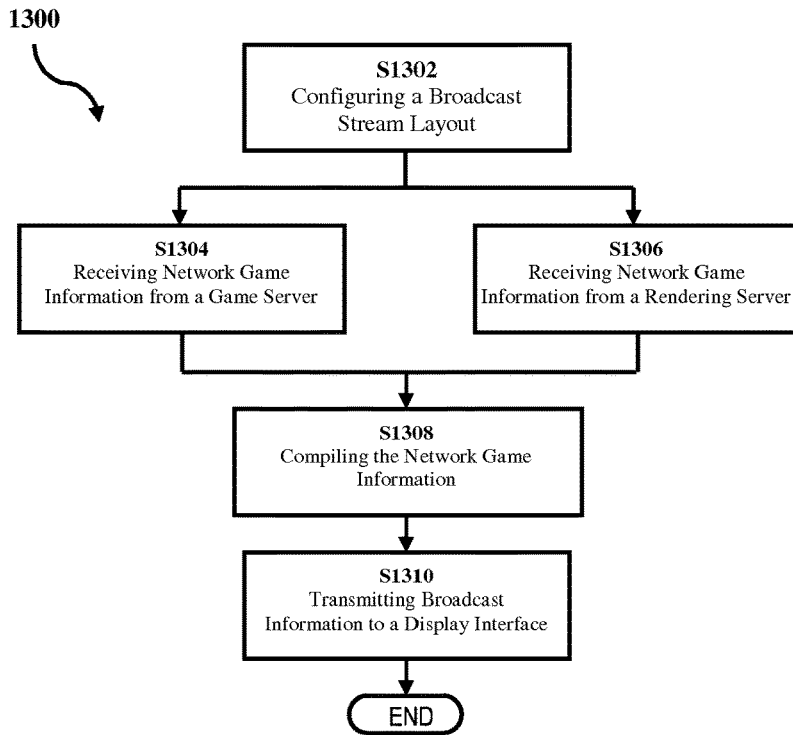 1300
S1302
Configuring a Broadcast
Stream Layout
S1304
Receiving Network Game
Information from a Game Server
S1306
Receiving Network Game
Information from a Rendering Server
S1308
Compiling the Network Game
Information
S1310
Transmitting Broadcast
Information to a Display Interface
END